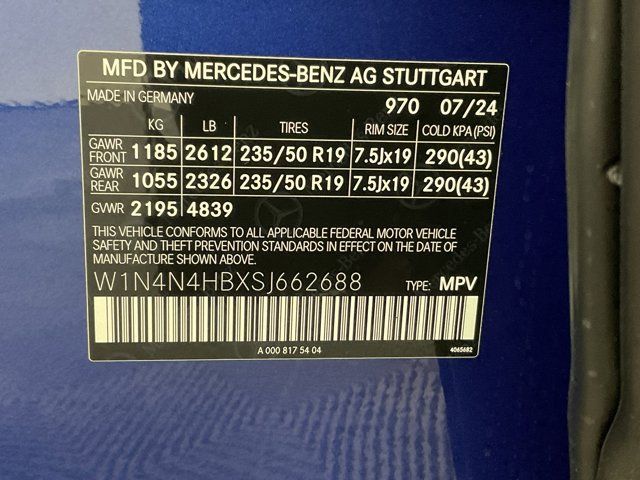 MFD BY MERCEDES-BENZ AG STUTTGART
MADE IN GERMANY 970 07/24
KG LB TIRES RIM SIZE COLD KPA (PSI)
GAWR FRONT 1185 2612 235/50 R19 7.5Jx19 290(43)
GAWR REAR 1055 2326 235/50 R19 7.5Jx19 290(43)
GVWR 2195 4839
THIS VEHICLE CONFORMS TO ALL APPLICABLE FEDERAL MOTOR VEHICLE
SAFETY AND THEFT PREVENTION STANDARDS IN EFFECT ON THE DATE OF
MANUFACTURE SHOWN ABOVE.
W1N4N4HBXSJ662688 TYPE: MPV
A 000 817 54 04 4065682